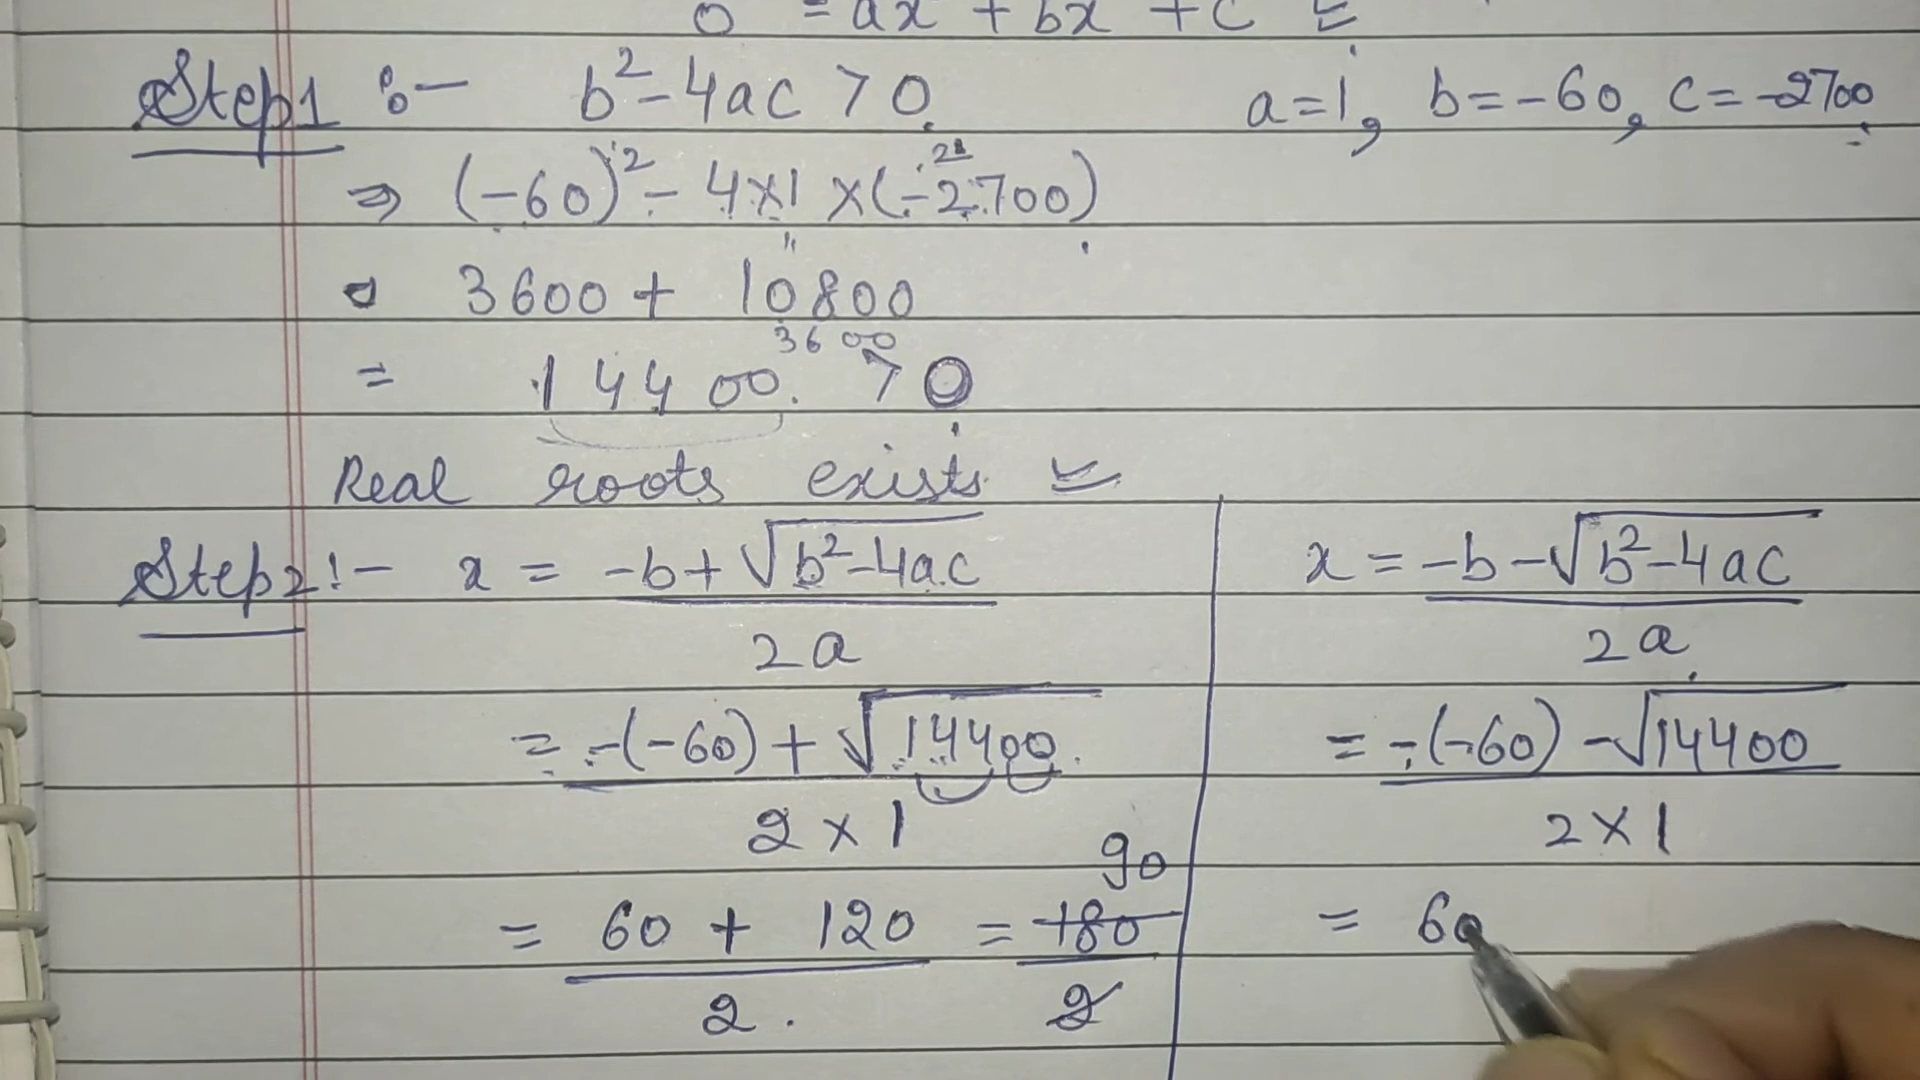 0 = ax + bx + c
Step1 :- b²-4ac > 0. a=1, b=-60, c=-2700
⇒ (-60)² - 4×1×(-2700)
3600 + 10800
3600
= 14400. > 0
Real roots exists
Step2:- x = -b+√b²-4ac / 2a
= -(-60)+√14400 / 2×1
90
= 60 + 120 / 2. = 180 / 2
x = -b-√b²-4ac / 2a
= -(-60)-√14400 / 2×1
= 60